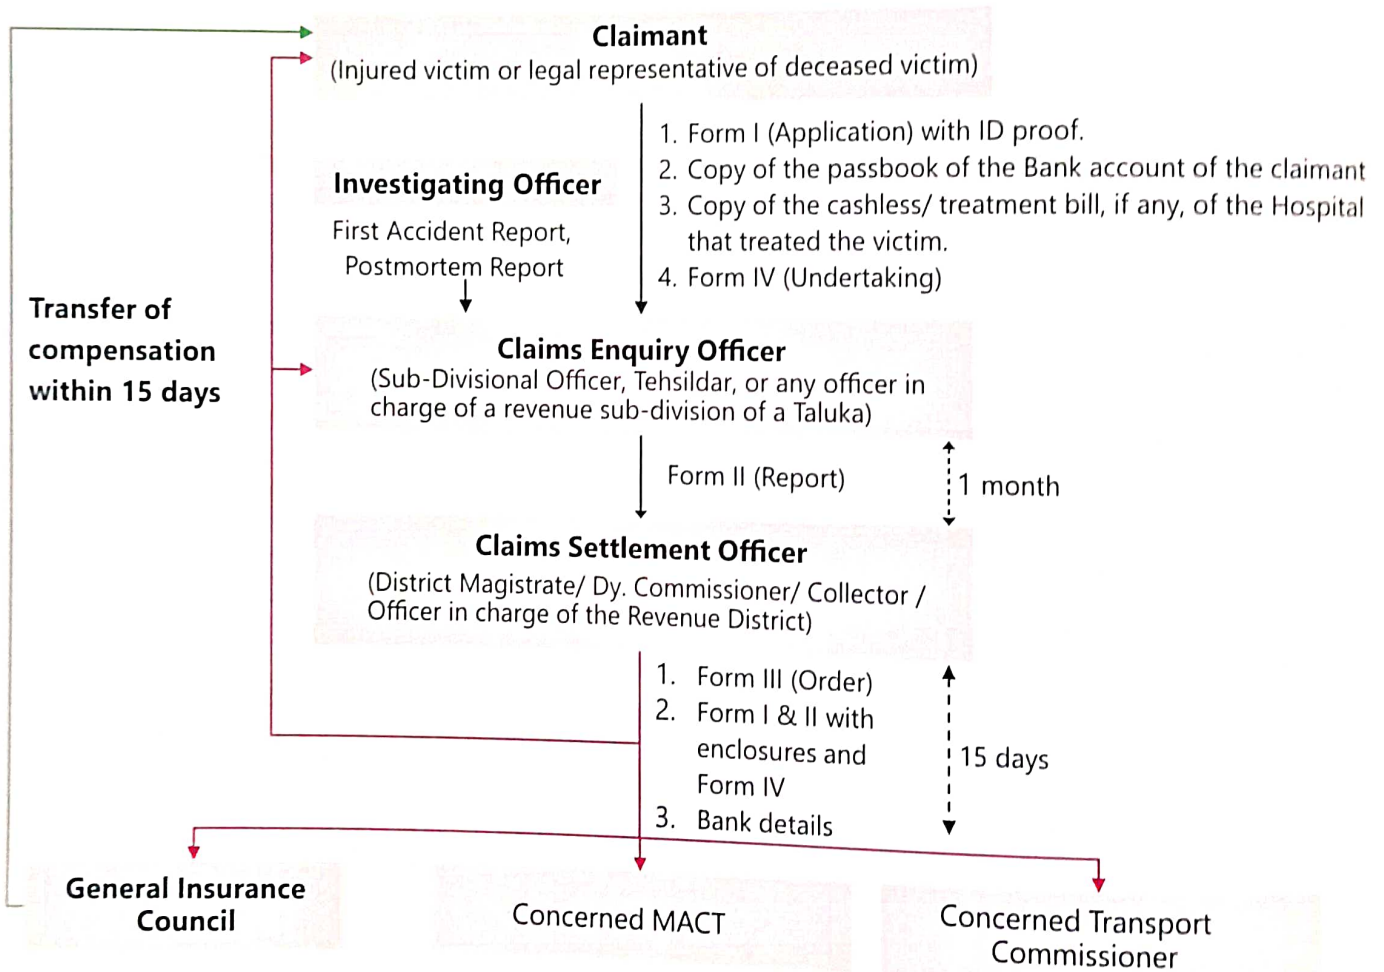 Claimant
(Injured victim or legal representative of deceased victim)
1. Form I (Application) with ID proof.
2. Copy of the passbook of the Bank account of the claimant
3. Copy of the cashless/ treatment bill, if any, of the Hospital
that treated the victim.
4. Form IV (Undertaking)
Investigating Officer
First Accident Report,
Postmortem Report
Transfer of
compensation
within 15 days
Claims Enquiry Officer
(Sub-Divisional Officer, Tehsildar, or any officer in
charge of a revenue sub-division of a Taluka)
Form II (Report)
1 month
Claims Settlement Officer
(District Magistrate/ Dy. Commissioner/ Collector /
Officer in charge of the Revenue District)
1. Form III (Order)
2. Form I & II with
enclosures and
Form IV
3. Bank details
15 days
General Insurance
Council
Concerned MACT
Concerned Transport
Commissioner